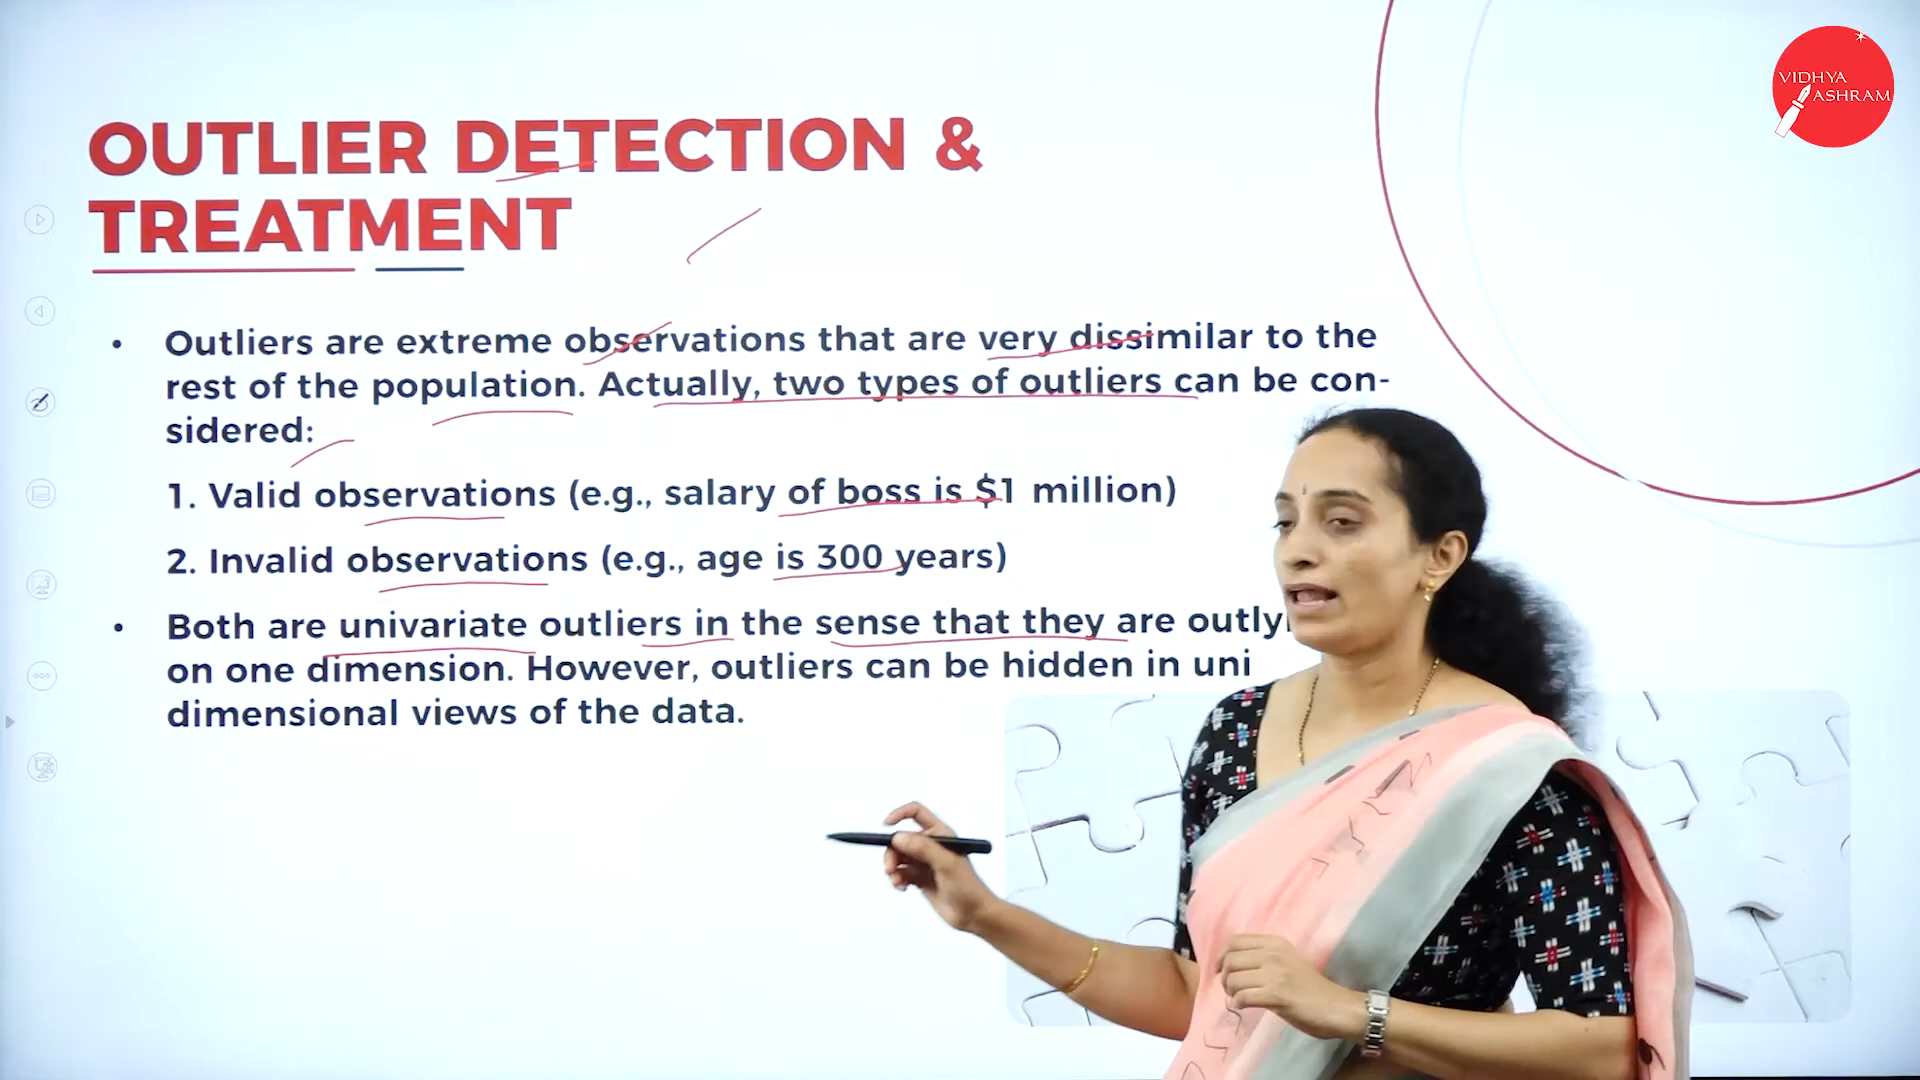 VIDHYA
ASHRAM
OUTLIER DETECTION &
TREATMENT
• Outliers are extreme observations that are very dissimilar to the
rest of the population. Actually, two types of outliers can be con-
sidered:
1. Valid observations (e.g., salary of boss is $1 million)
2. Invalid observations (e.g., age is 300 years)
• Both are univariate outliers in the sense that they are
on one dimension. However, outliers can be hidden in uni
dimensional views of the data.